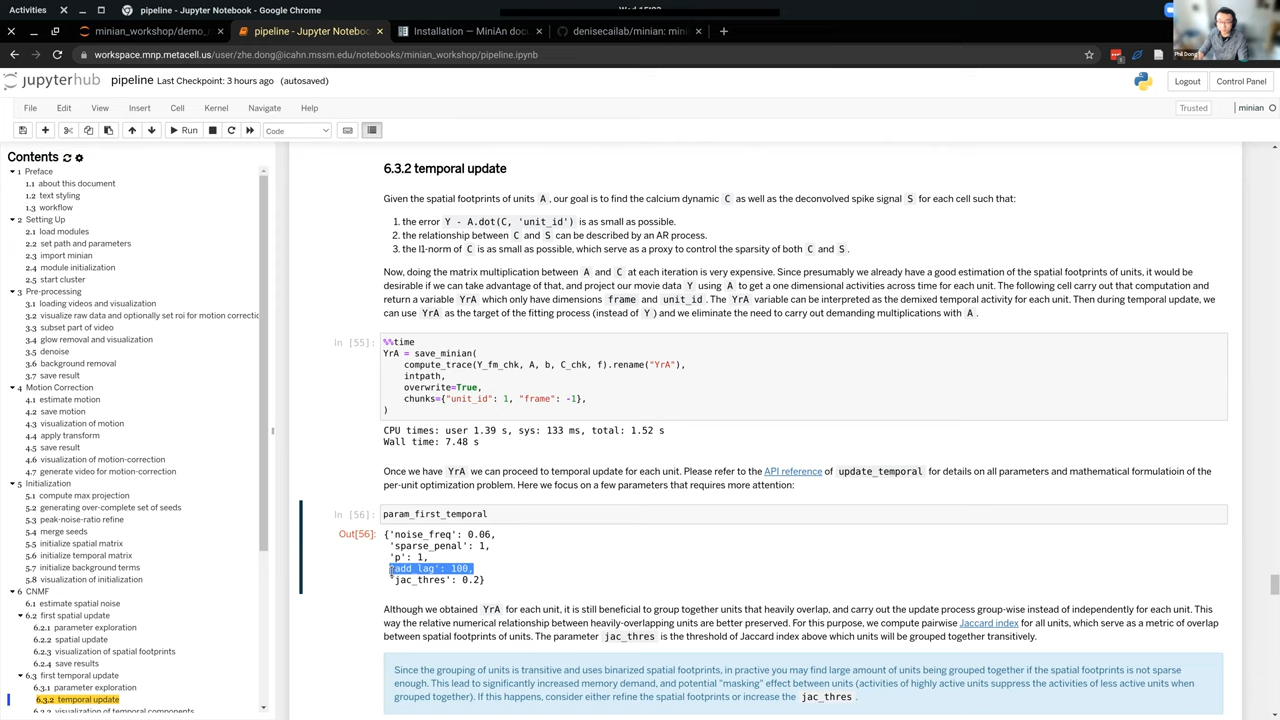 Activities
pipeline - Jupyter Notebook - Google Chrome
minian_workshop/demo_
pipeline - Jupyter Notebook
Installation — MiniAn docu
denisecailab/minian: mini
workspace.mnp.metacell.us/user/zhe.dong@icahn.mssm.edu/notebooks/minian_workshop/pipeline.ipynb
Phil Dong
jupyterhub pipeline Last Checkpoint: 3 hours ago (autosaved)
Logout
Control Panel
File Edit View Insert Cell Kernel Navigate Help
Trusted
minian
Run
Code
Contents
1 Preface
1.1 about this document
1.2 text styling
1.3 workflow
2 Setting Up
2.1 load modules
2.2 set path and parameters
2.3 import minian
2.4 module initialization
2.5 start cluster
3 Pre-processing
3.1 loading videos and visualization
3.2 visualize raw data and optionally set roi for motion correctio
3.3 subset part of video
3.4 glow removal and visualization
3.5 denoise
3.6 background removal
3.7 save result
4 Motion Correction
4.1 estimate motion
4.2 save motion
4.3 visualization of motion
4.4 apply transform
4.5 save result
4.6 visualization of motion-correction
4.7 generate video for motion-correction
5 Initialization
5.1 compute max projection
5.2 generating over-complete set of seeds
5.3 peak-noise-ratio refine
5.4 merge seeds
5.5 initialize spatial matrix
5.6 initialize temporal matrix
5.7 initialize background terms
5.8 visualization of initialization
6 CNMF
6.1 estimate spatial noise
6.2 first spatial update
6.2.1 parameter exploration
6.2.2 spatial update
6.2.3 visualization of spatial footprints
6.2.4 save results
6.3 first temporal update
6.3.1 parameter exploration
6.3.2 temporal update
6.3.2 temporal update
Given the spatial footprints of units A , our goal is to find the calcium dynamic C as well as the deconvolved spike signal S for each cell such that:
1. the error Y - A.dot(C, 'unit_id') is as small as possible.
2. the relationship between C and S can be described by an AR process.
3. the l1-norm of C is as small as possible, which serve as a proxy to control the sparsity of both C and S .
Now, doing the matrix multiplication between A and C at each iteration is very expensive. Since presumably we already have a good estimation of the spatial footprints of units, it would be
desirable if we can take advantage of that, and project our movie data Y using A to get a one dimensional activities across time for each unit. The following cell carry out that computation and
return a variable YrA which only have dimensions frame and unit_id . The YrA variable can be interpreted as the demixed temporal activity for each unit. Then during temporal update, we
can use YrA as the target of the fitting process (instead of Y ) and we eliminate the need to carry out demanding multiplications with A .
In [55]:
%%time
YrA = save_minian(
compute_trace(Y_fm_chk, A, b, C_chk, f).rename("YrA"),
intpath,
overwrite=True,
chunks={"unit_id": 1, "frame": -1},
)
CPU times: user 1.39 s, sys: 133 ms, total: 1.52 s
Wall time: 7.48 s
Once we have YrA we can proceed to temporal update for each unit. Please refer to the API reference of update_temporal for details on all parameters and mathematical formulatioin of the
per-unit optimization problem. Here we focus on a few parameters that requires more attention:
In [56]: param_first_temporal
Out[56]: {'noise_freq': 0.06,
'sparse_penal': 1,
'p': 1,
'add_lag': 100,
'jac_thres': 0.2}
Although we obtained YrA for each unit, it is still beneficial to group together units that heavily overlap, and carry out the update process group-wise instead of independently for each unit. This
way the relative numerical relationship between heavily-overlapping units are better preserved. For this purpose, we compute pairwise Jaccard index for all units, which serve as a metric of overlap
between spatial footprints of units. The parameter jac_thres is the threshold of Jaccard index above which units will be grouped together transitively.
Since the grouping of units is transitive and uses binarized spatial footprints, in practive you may find large amount of units being grouped together if the spatial footprints is not sparse
enough. This lead to significantly increased memory demand, and potential "masking" effect between units (activities of highly active units suppress the activities of less active units when
grouped together). If this happens, consider either refine the spatial footprints or increase the jac_thres .